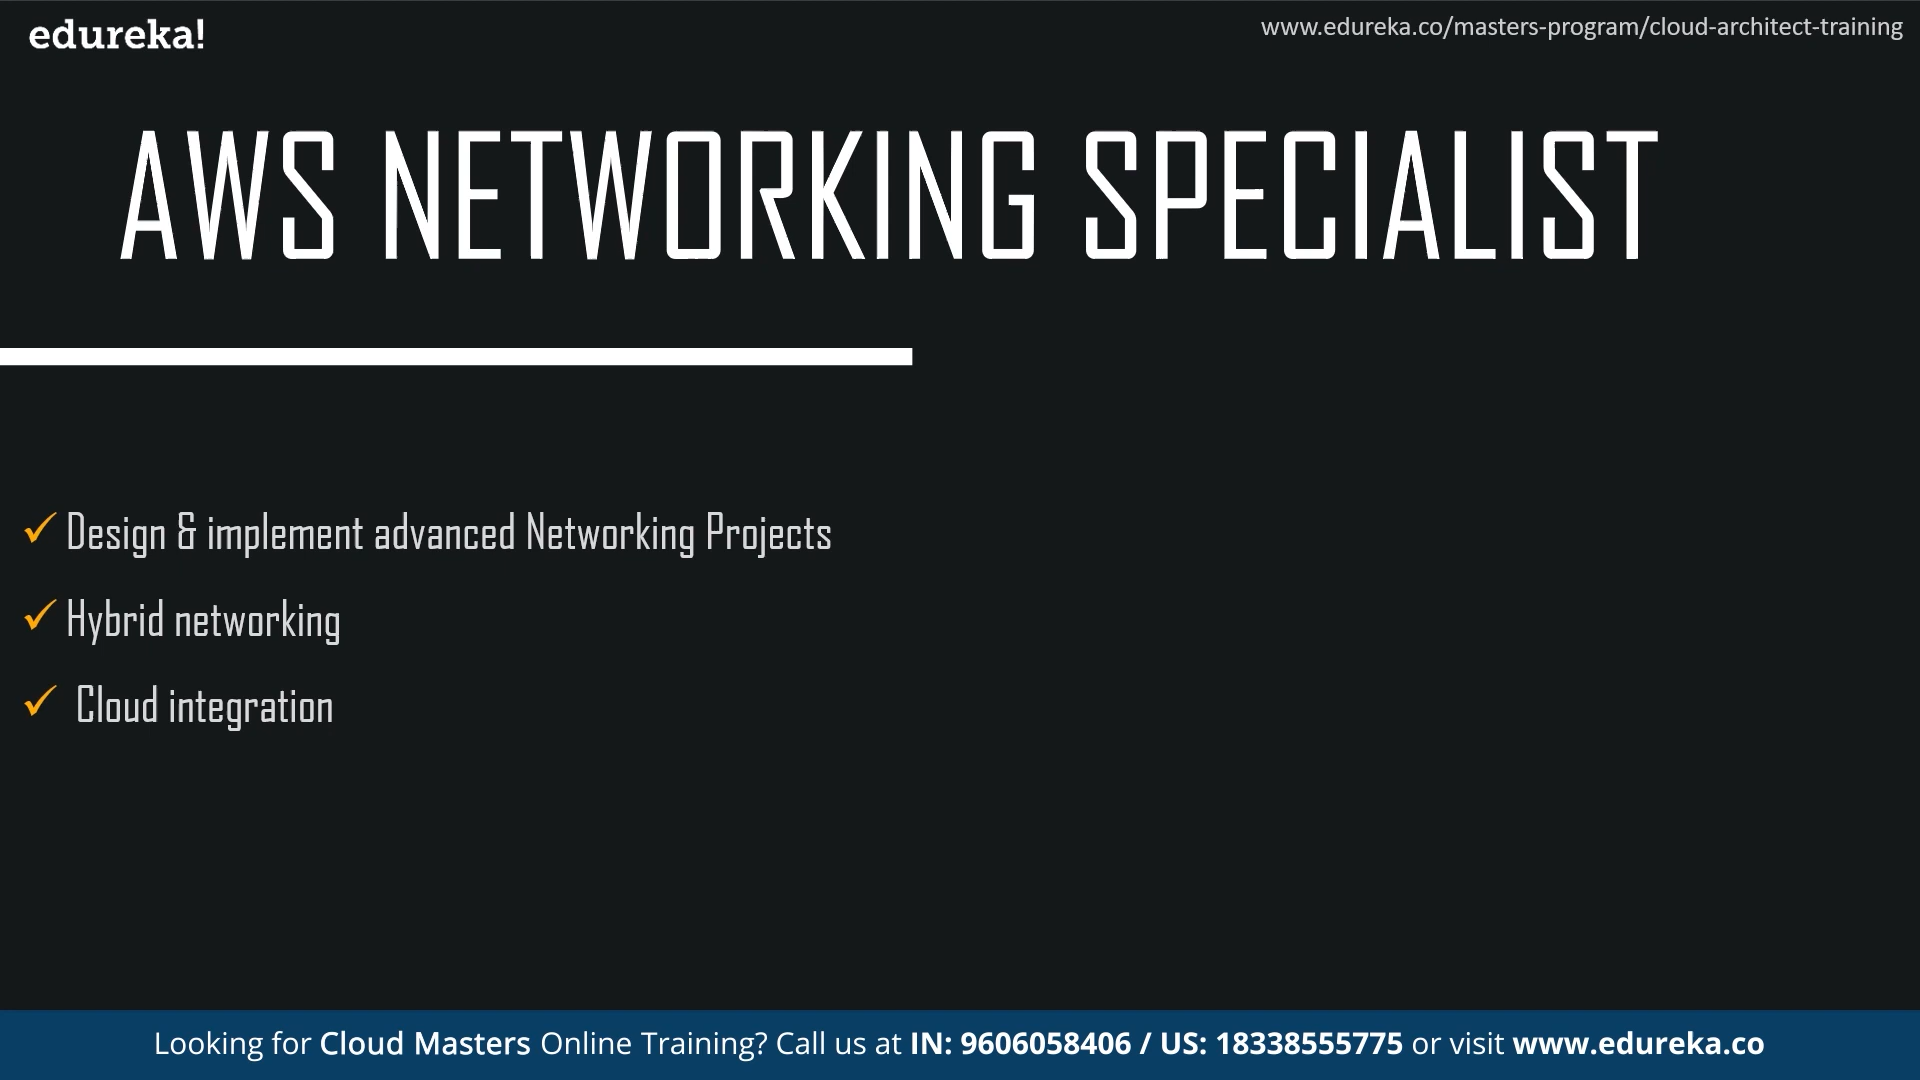 edureka!
www.edureka.co/masters-program/cloud-architect-training
AWS NETWORKING SPECIALIST
✓ Design & implement advanced Networking Projects
✓ Hybrid networking
✓ Cloud integration
Looking for Cloud Masters Online Training? Call us at IN: 9606058406 / US: 18338555775 or visit www.edureka.co